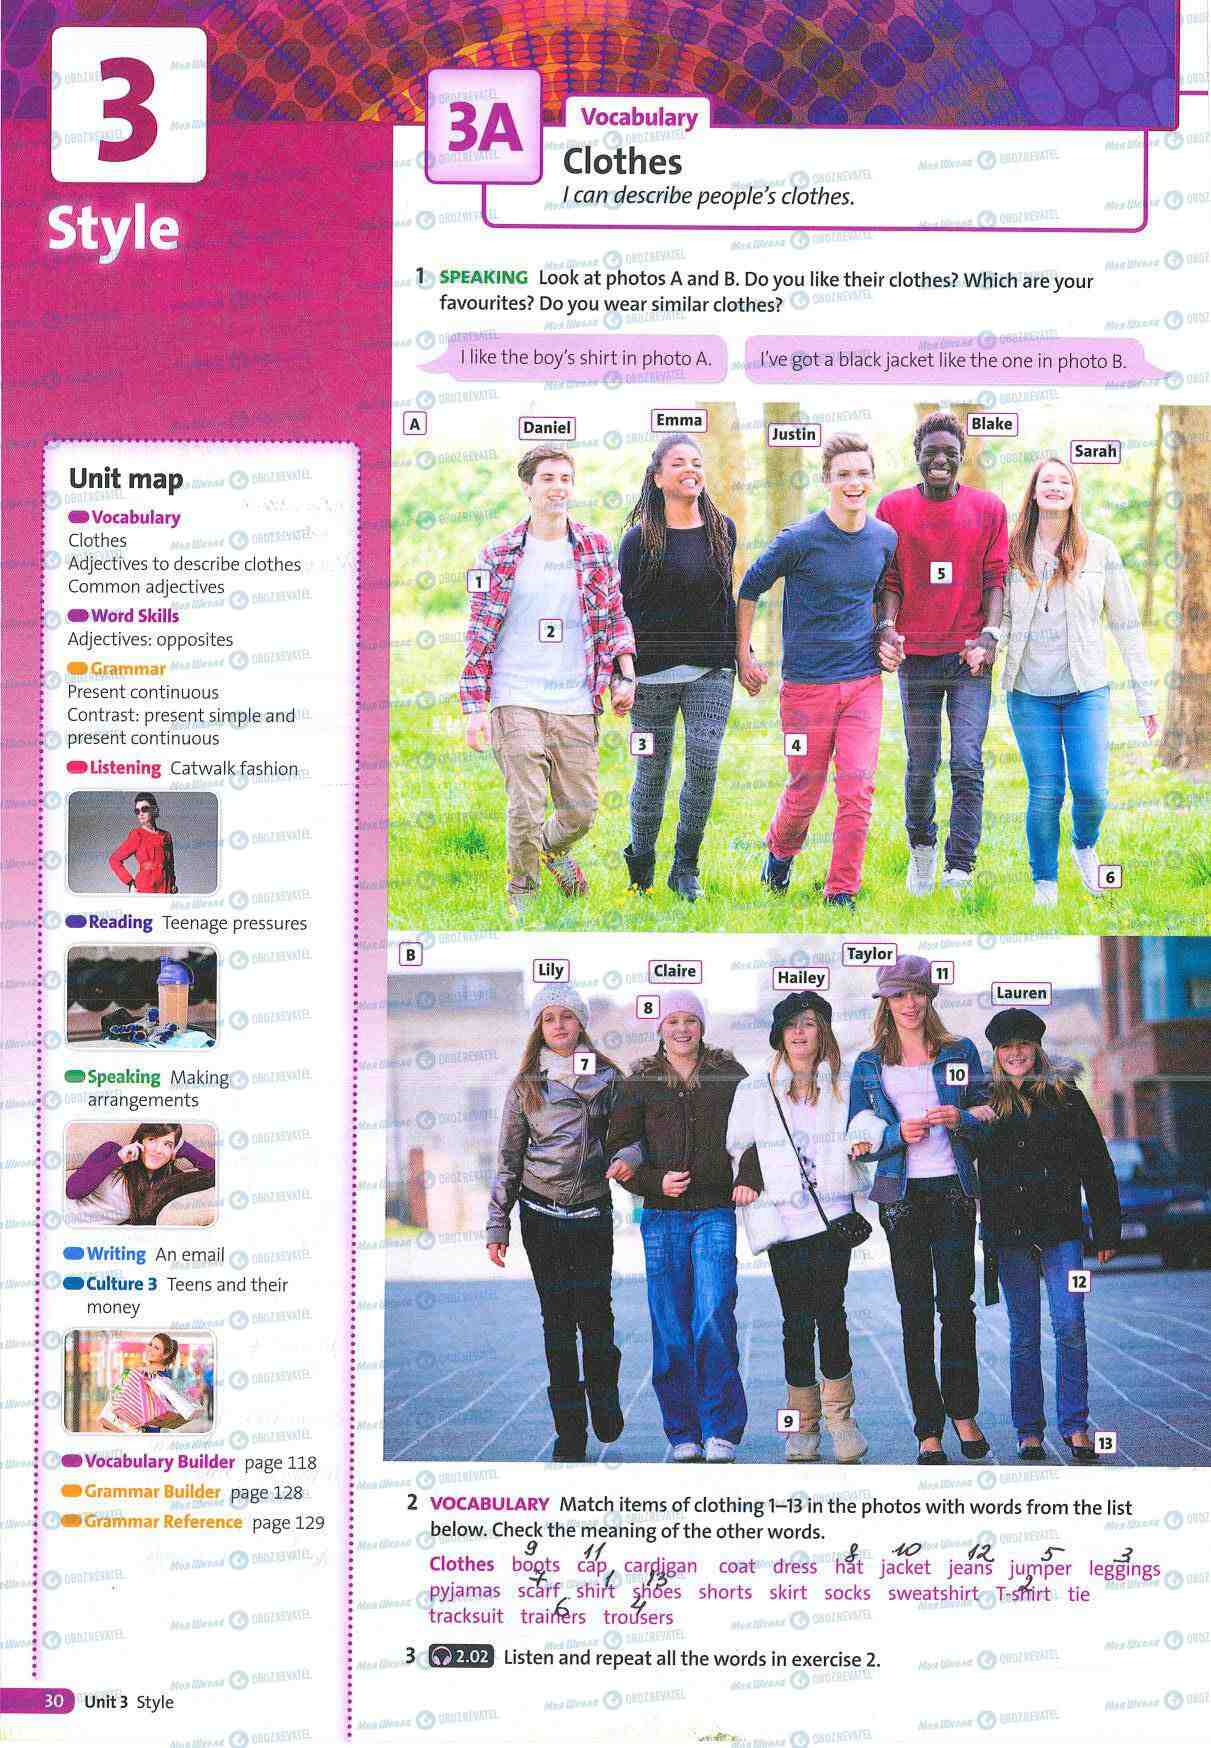 3
Style
3A
Vocabulary
Clothes
I can describe people's clothes.
1 SPEAKING Look at photos A and B. Do you like their clothes? Which are your
favourites? Do you wear similar clothes?
I like the boy's shirt in photo A.
I've got a black jacket like the one in photo B.
A
Daniel
Emma
Justin
Blake
Sarah
1
2
3
4
5
6
Unit map
Vocabulary
Clothes
Adjectives to describe clothes
Common adjectives
Word Skills
Adjectives: opposites
Grammar
Present continuous
Contrast: present simple and
present continuous
Listening Catwalk fashion
Reading Teenage pressures
Speaking Making
arrangements
Writing An email
Culture 3 Teens and their
money
Vocabulary Builder page 118
Grammar Builder page 128
Grammar Reference page 129
B
Lily
Claire
Hailey
Taylor
Lauren
7
8
9
10
11
12
13
2 VOCABULARY Match items of clothing 1–13 in the photos with words from the list
below. Check the meaning of the other words.
9 11 8 10 12 5 3
Clothes boots cap cardigan coat dress hat jacket jeans jumper leggings
7 1 13 2
pyjamas scarf shirt shoes shorts skirt socks sweatshirt T-shirt tie
6 4
tracksuit trainers trousers
3 2.02 Listen and repeat all the words in exercise 2.
30 Unit 3 Style
Моя Школа OBOZREVATEL